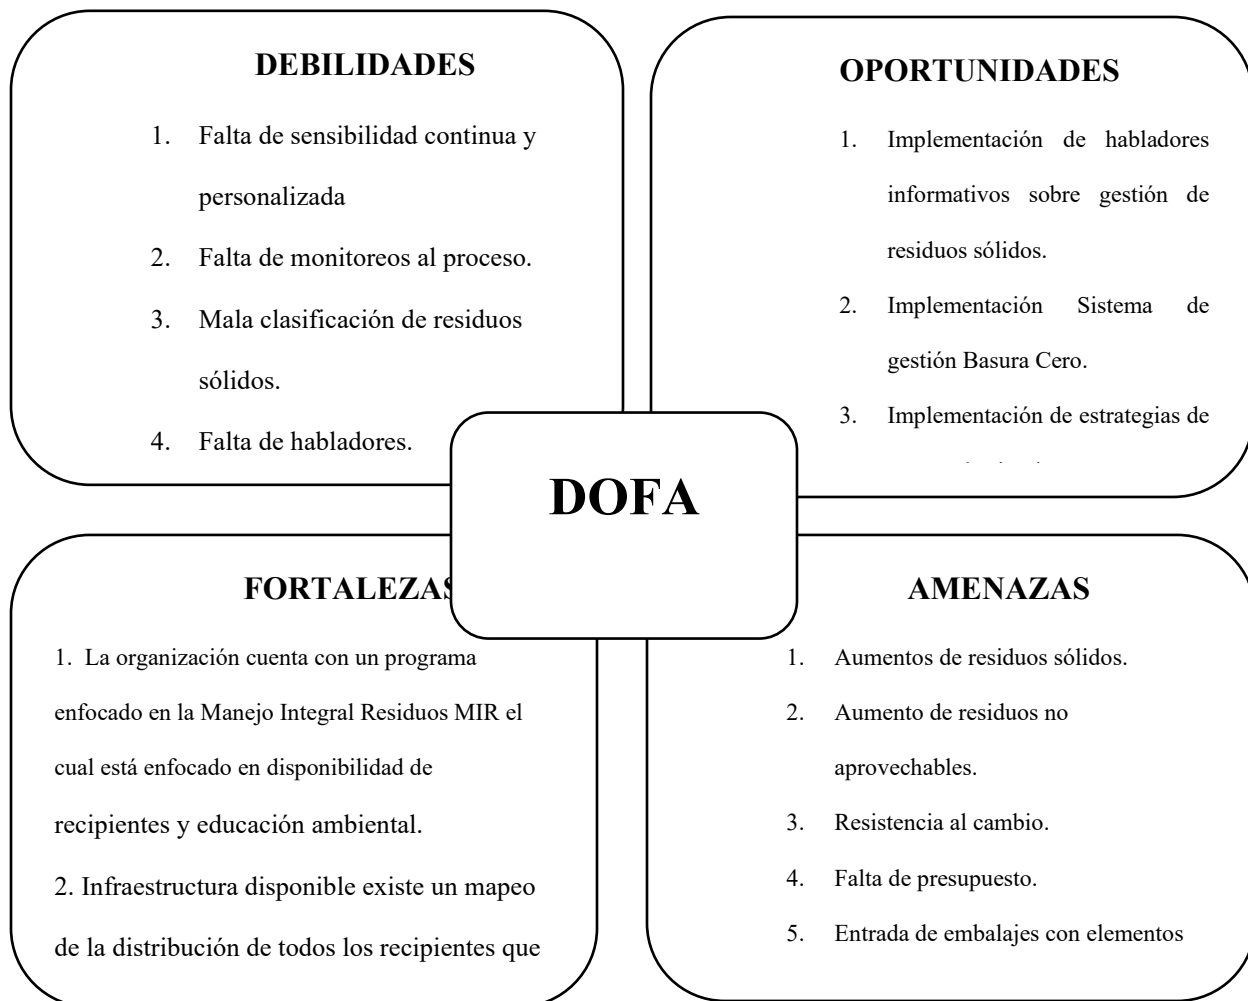 DEBILIDADES
1. Falta de sensibilidad continua y
personalizada
2. Falta de monitoreos al proceso.
3. Mala clasificación de residuos
sólidos.
4. Falta de habladores.
OPORTUNIDADES
1. Implementación de habladores
informativos sobre gestión de
residuos sólidos.
2. Implementación Sistema de
gestión Basura Cero.
3. Implementación de estrategias de
DOFA
FORTALEZAS
1. La organización cuenta con un programa
enfocado en la Manejo Integral Residuos MIR el
cual está enfocado en disponibilidad de
recipientes y educación ambiental.
2. Infraestructura disponible existe un mapeo
de la distribución de todos los recipientes que
AMENAZAS
1. Aumentos de residuos sólidos.
2. Aumento de residuos no
aprovechables.
3. Resistencia al cambio.
4. Falta de presupuesto.
5. Entrada de embalajes con elementos